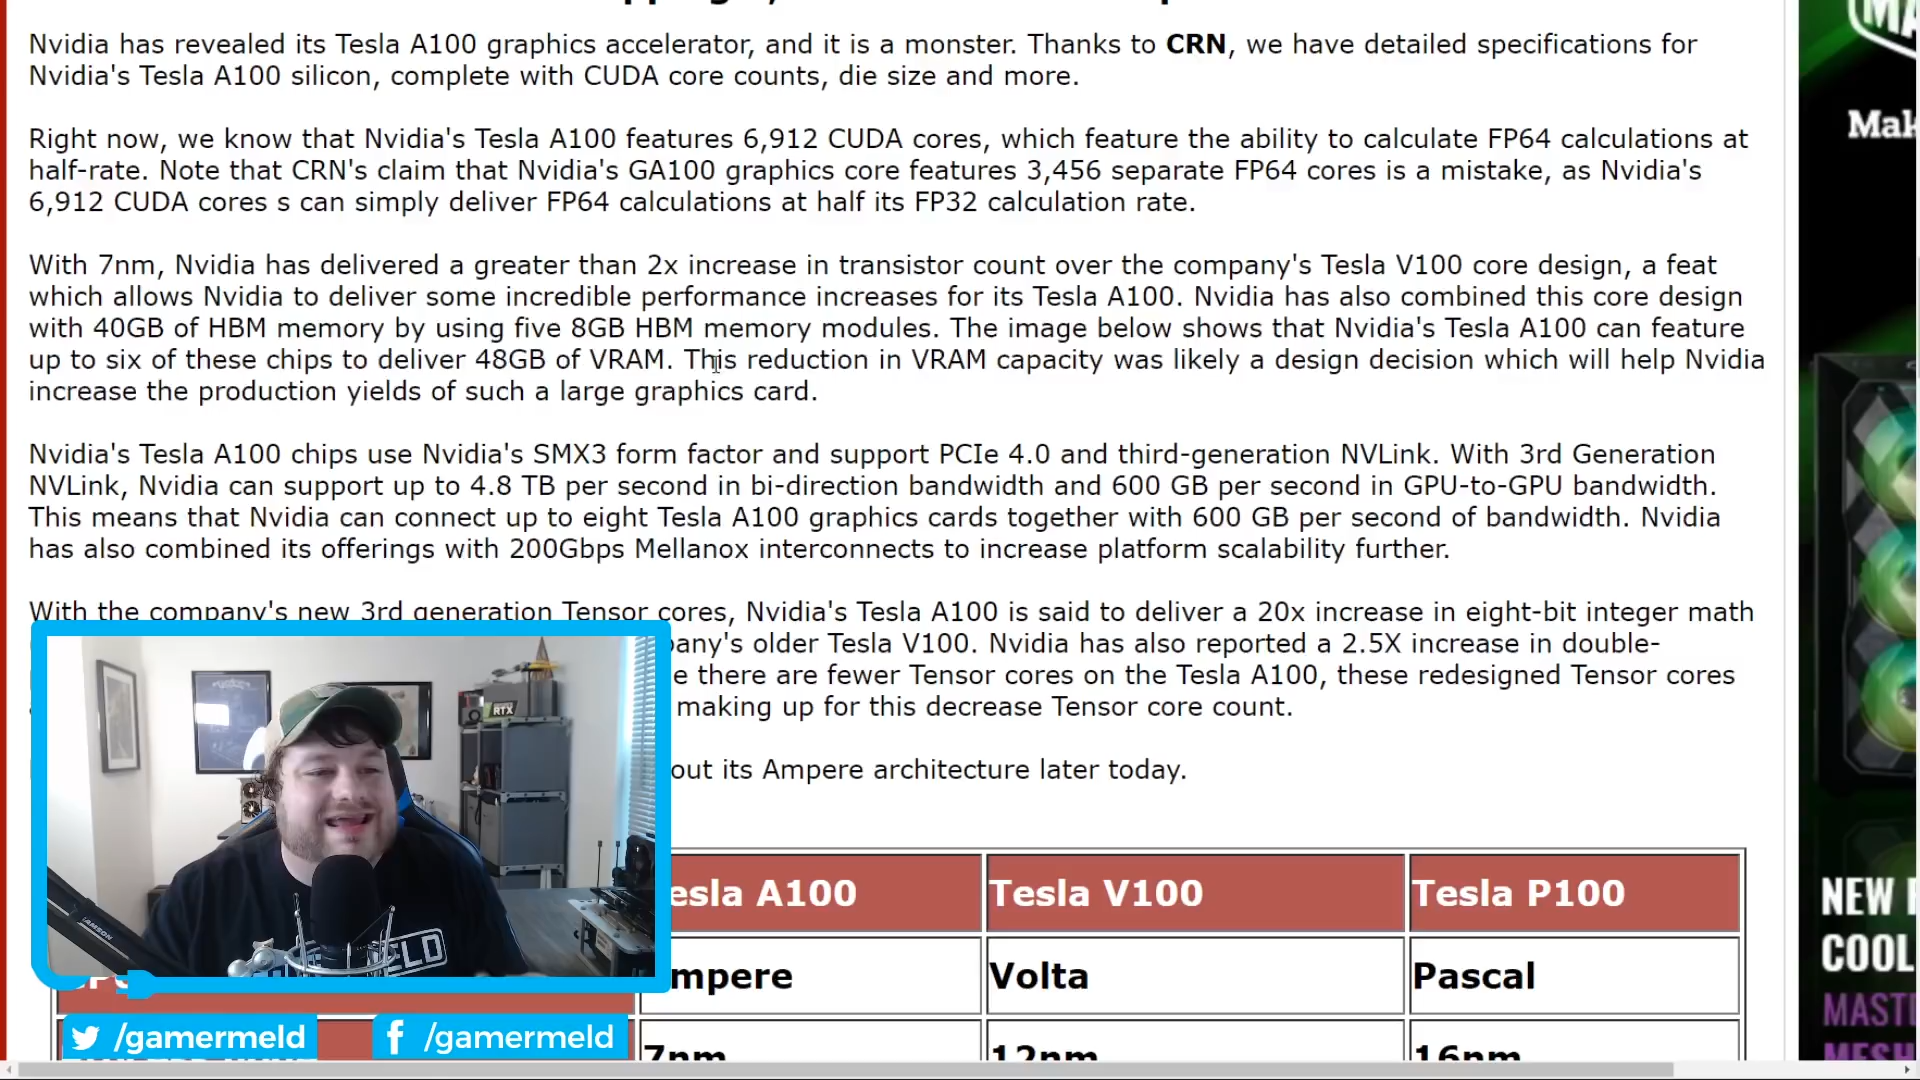 Nvidia has revealed its Tesla A100 graphics accelerator, and it is a monster. Thanks to CRN, we have detailed specifications for
Nvidia's Tesla A100 silicon, complete with CUDA core counts, die size and more.
Right now, we know that Nvidia's Tesla A100 features 6,912 CUDA cores, which feature the ability to calculate FP64 calculations at
half-rate. Note that CRN's claim that Nvidia's GA100 graphics core features 3,456 separate FP64 cores is a mistake, as Nvidia's
6,912 CUDA cores s can simply deliver FP64 calculations at half its FP32 calculation rate.
With 7nm, Nvidia has delivered a greater than 2x increase in transistor count over the company's Tesla V100 core design, a feat
which allows Nvidia to deliver some incredible performance increases for its Tesla A100. Nvidia has also combined this core design
with 40GB of HBM memory by using five 8GB HBM memory modules. The image below shows that Nvidia's Tesla A100 can feature
up to six of these chips to deliver 48GB of VRAM. This reduction in VRAM capacity was likely a design decision which will help Nvidia
increase the production yields of such a large graphics card.
Nvidia's Tesla A100 chips use Nvidia's SMX3 form factor and support PCIe 4.0 and third-generation NVLink. With 3rd Generation
NVLink, Nvidia can support up to 4.8 TB per second in bi-direction bandwidth and 600 GB per second in GPU-to-GPU bandwidth.
This means that Nvidia can connect up to eight Tesla A100 graphics cards together with 600 GB per second of bandwidth. Nvidia
has also combined its offerings with 200Gbps Mellanox interconnects to increase platform scalability further.
With the company's new 3rd generation Tensor cores, Nvidia's Tesla A100 is said to deliver a 20x increase in eight-bit integer math
pany's older Tesla V100. Nvidia has also reported a 2.5X increase in double-
e there are fewer Tensor cores on the Tesla A100, these redesigned Tensor cores
making up for this decrease Tensor core count.
out its Ampere architecture later today.
esla A100 Tesla V100 Tesla P100
mpere Volta Pascal
7nm 12nm 16nm
/gamermeld /gamermeld
RTX
SAMSON
ELD
MA
Mak
NEW
COOL
MAST
MESH